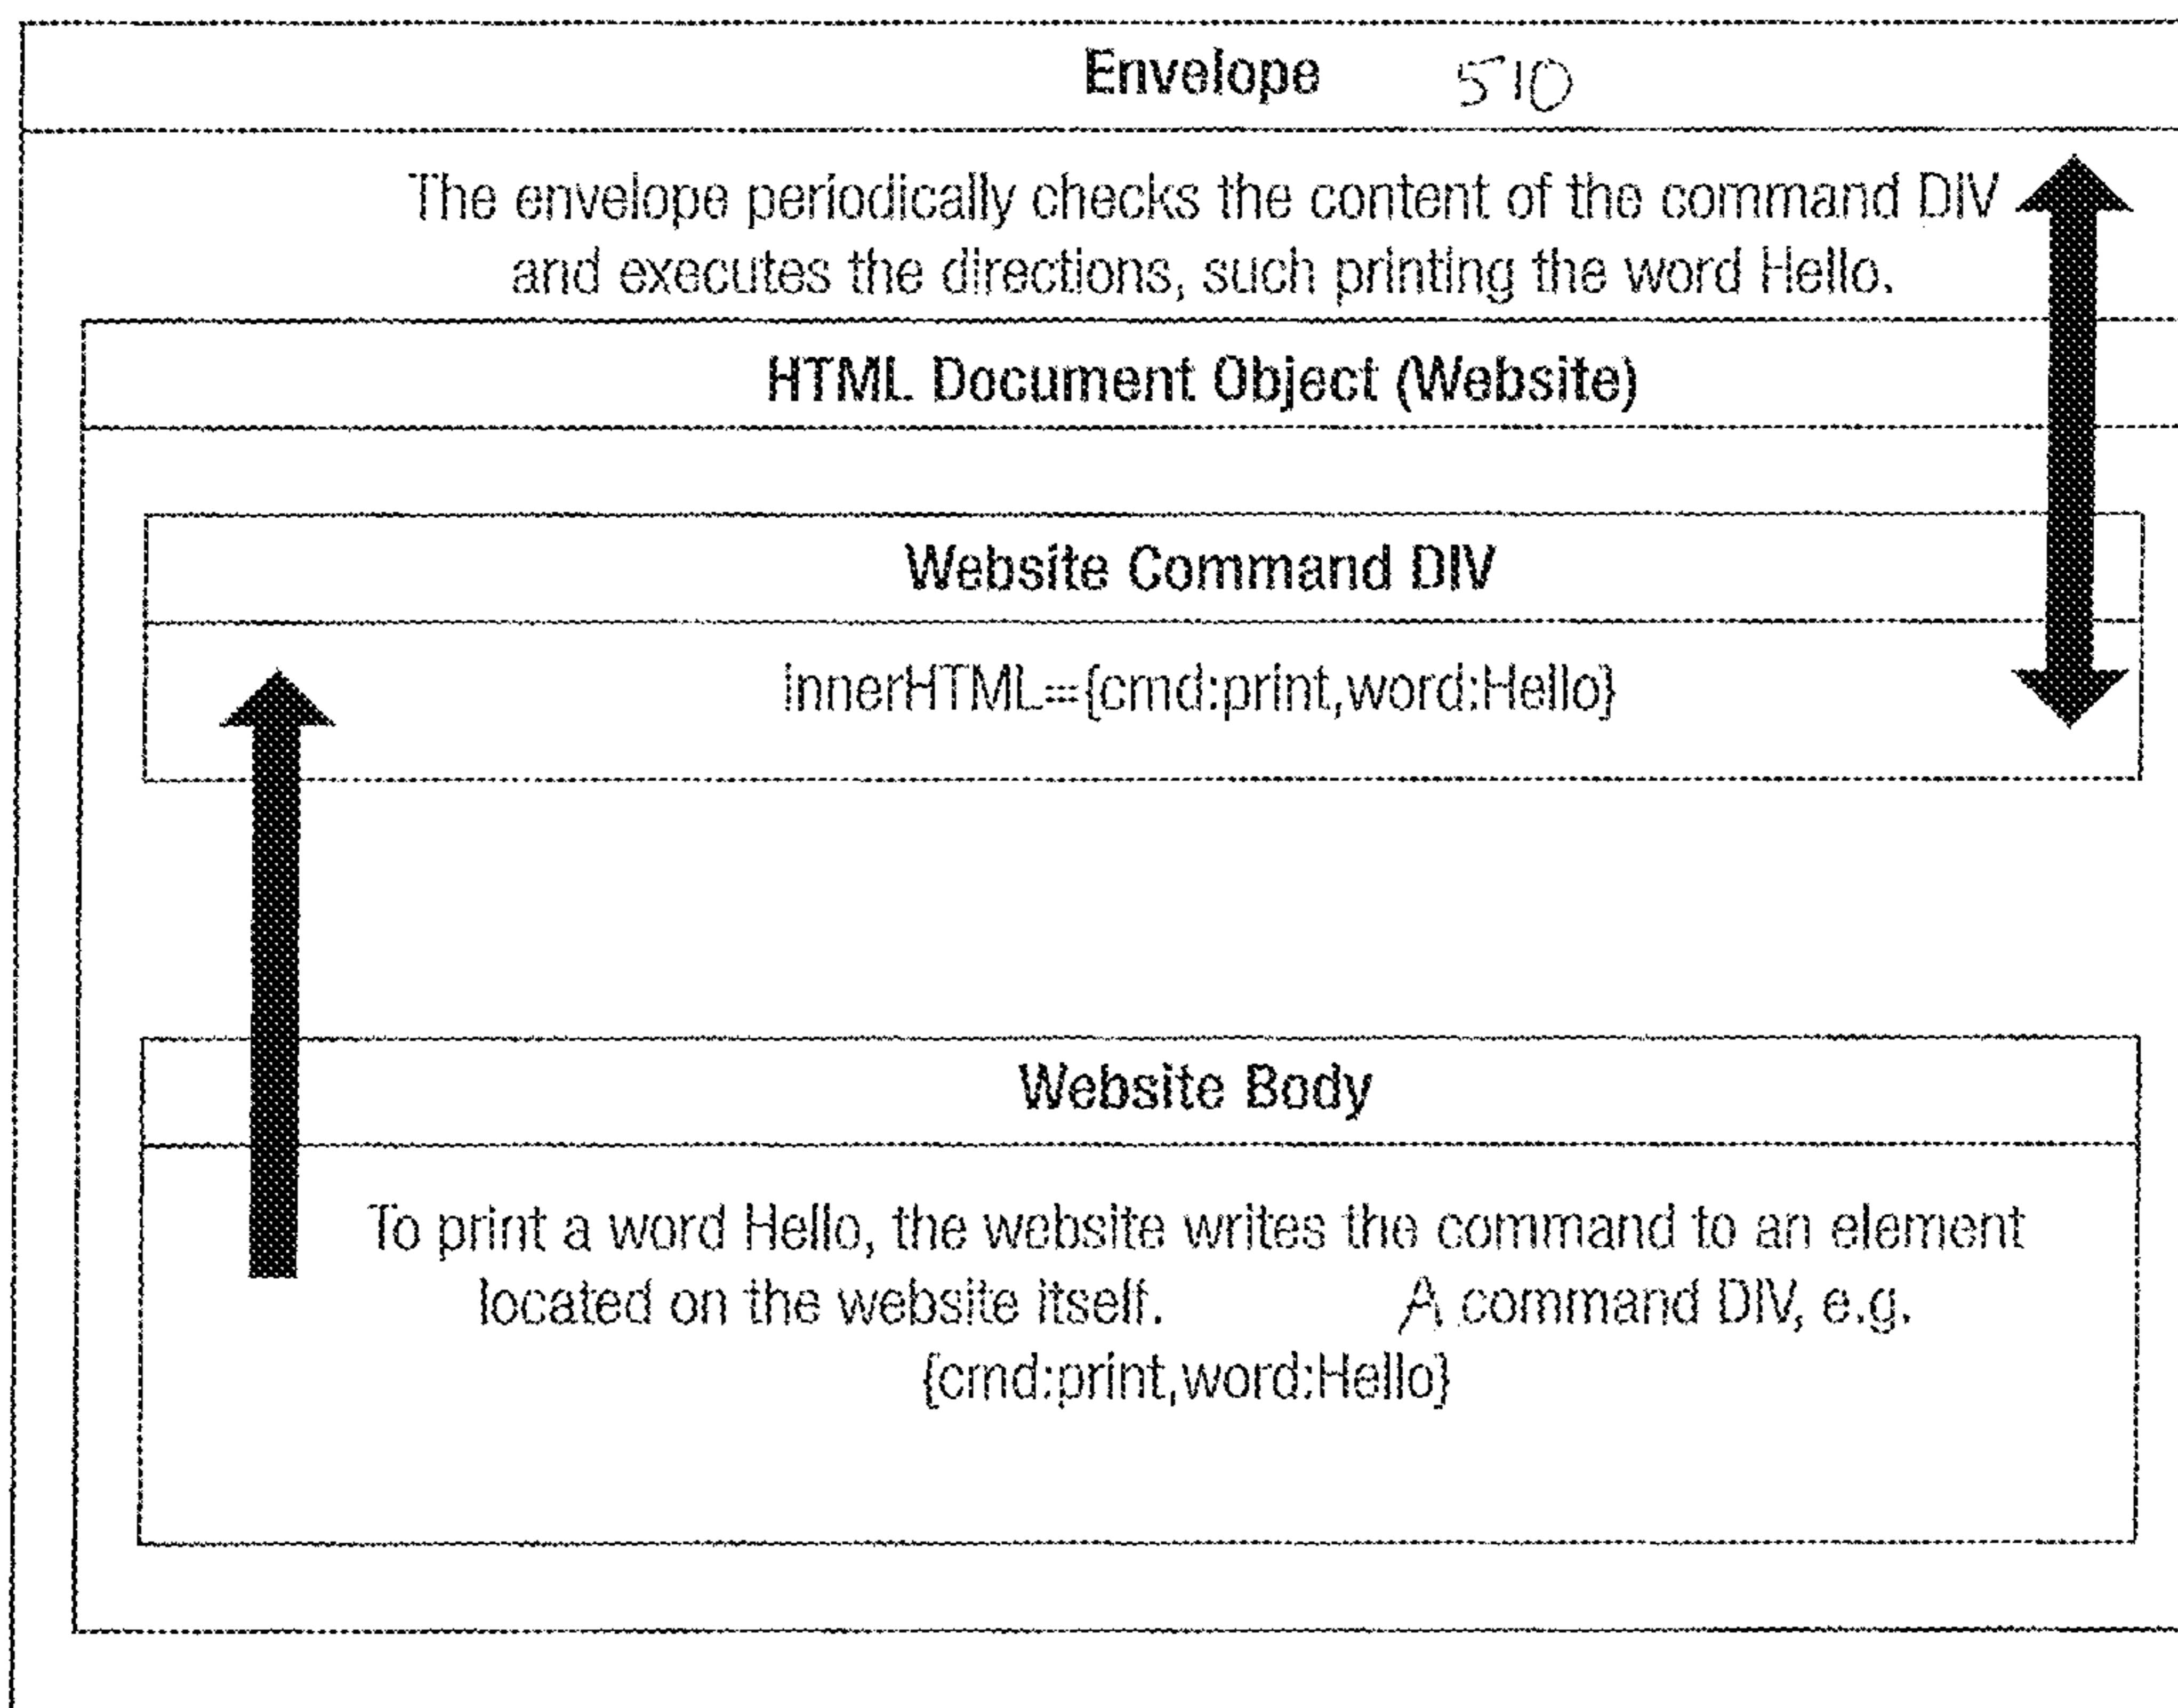 Envelope 510
The envelope periodically checks the content of the command DIV
and executes the directions, such printing the word Hello.
HTML Document Object (Website)
Website Command DIV
innerHTML={cmd:print,word:Hello}
Website Body
To print a word Hello, the website writes the command to an element
located on the website itself. A command DIV, e.g.
{cmd:print,word:Hello}